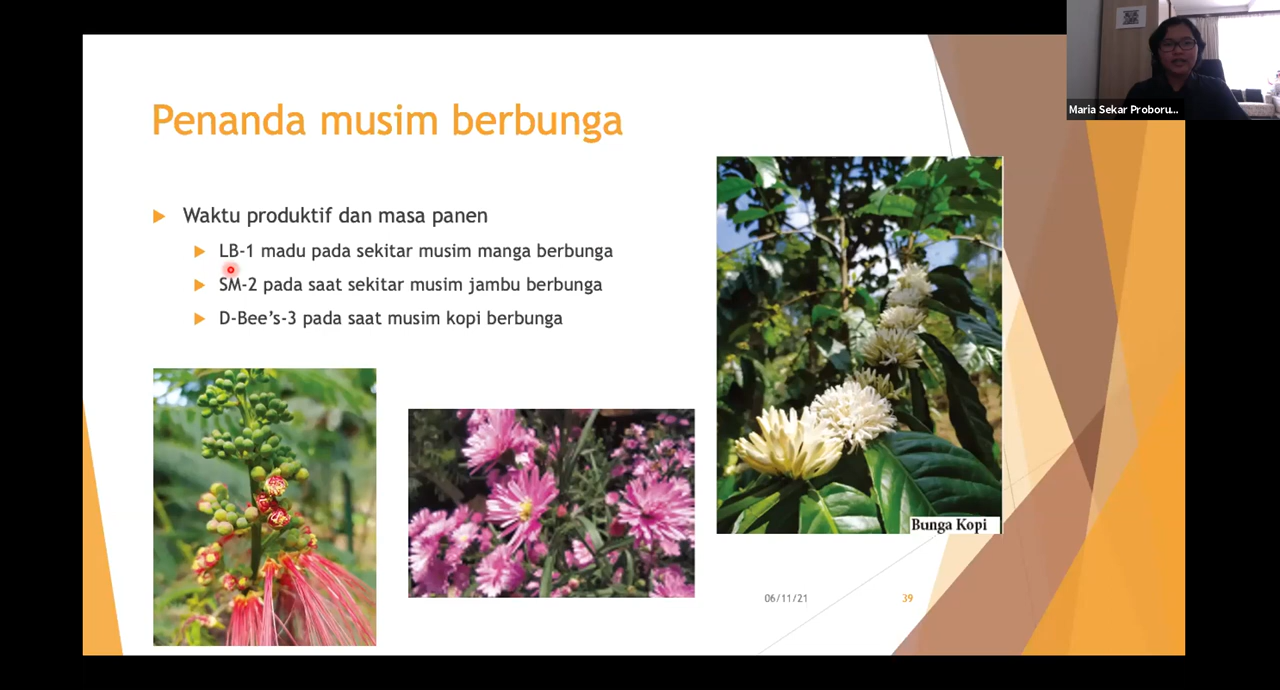 Penanda musim berbunga
Waktu produktif dan masa panen
LB-1 madu pada sekitar musim manga berbunga
SM-2 pada saat sekitar musim jambu berbunga
D-Bee’s-3 pada saat musim kopi berbunga
Bunga Kopi
06/11/21
39
Maria Sekar Proboru...